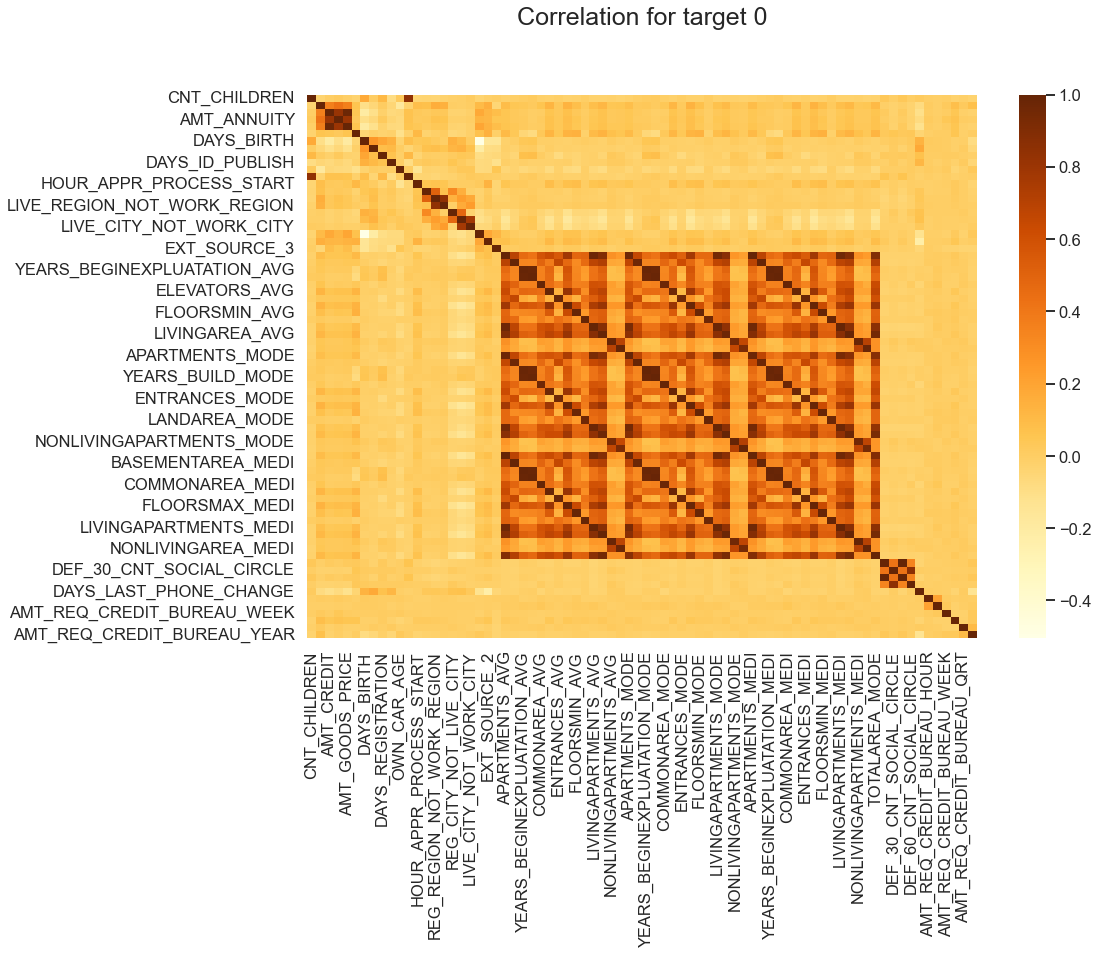 Correlation for target 0
CNT_CHILDREN
AMT_ANNUITY
DAYS_BIRTH
DAYS_ID_PUBLISH
HOUR_APPR_PROCESS_START
LIVE_REGION_NOT_WORK_REGION
LIVE_CITY_NOT_WORK_CITY
EXT_SOURCE_3
YEARS_BEGINEXPLUATATION_AVG
ELEVATORS_AVG
FLOORSMIN_AVG
LIVINGAREA_AVG
APARTMENTS_MODE
YEARS_BUILD_MODE
ENTRANCES_MODE
LANDAREA_MODE
NONLIVINGAPARTMENTS_MODE
BASEMENTAREA_MEDI
COMMONAREA_MEDI
FLOORSMAX_MEDI
LIVINGAPARTMENTS_MEDI
NONLIVINGAREA_MEDI
DEF_30_CNT_SOCIAL_CIRCLE
DAYS_LAST_PHONE_CHANGE
AMT_REQ_CREDIT_BUREAU_WEEK
AMT_REQ_CREDIT_BUREAU_YEAR
CNT_CHILDREN
AMT_CREDIT
AMT_GOODS_PRICE
DAYS_BIRTH
DAYS_REGISTRATION
OWN_CAR_AGE
HOUR_APPR_PROCESS_START
REG_REGION_NOT_WORK_REGION
REG_CITY_NOT_LIVE_CITY
LIVE_CITY_NOT_WORK_CITY
EXT_SOURCE_2
APARTMENTS_AVG
YEARS_BEGINEXPLUATATION_AVG
COMMONAREA_AVG
ENTRANCES_AVG
FLOORSMIN_AVG
LIVINGAPARTMENTS_AVG
NONLIVINGAPARTMENTS_AVG
APARTMENTS_MODE
YEARS_BEGINEXPLUATATION_MODE
COMMONAREA_MODE
ENTRANCES_MODE
FLOORSMIN_MODE
LIVINGAPARTMENTS_MODE
NONLIVINGAPARTMENTS_MODE
APARTMENTS_MEDI
YEARS_BEGINEXPLUATATION_MEDI
COMMONAREA_MEDI
ENTRANCES_MEDI
FLOORSMIN_MEDI
LIVINGAPARTMENTS_MEDI
NONLIVINGAPARTMENTS_MEDI
TOTALAREA_MODE
DEF_30_CNT_SOCIAL_CIRCLE
DEF_60_CNT_SOCIAL_CIRCLE
AMT_REQ_CREDIT_BUREAU_HOUR
AMT_REQ_CREDIT_BUREAU_WEEK
AMT_REQ_CREDIT_BUREAU_QRT
1.0
0.8
0.6
0.4
0.2
0.0
−0.2
−0.4